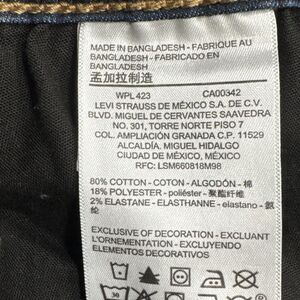 MADE IN BANGLADESH - FABRIQUE AU
BANGLADESH - FABRICADO EN
BANGLADESH
孟加拉制造
WPL 423 CA00342
LEVI STRAUSS DE MÉXICO S.A. DE C.V.
BLVD. MIGUEL DE CERVANTES SAAVEDRA
NO. 301, TORRE NORTE PISO 7
COL. AMPLIACIÓN GRANADA C.P. 11529
ALCALDÍA. MIGUEL HIDALGO
CIUDAD DE MÉXICO, MÉXICO
RFC: LSM660818M98
80% COTTON - COTON - ALGODÓN - 棉
18% POLYESTER - poliéster - 聚酯纤维
2% ELASTANE - ELASTHANNE - elastano - 氨纶
EXCLUSIVE OF DECORATION - EXCLUANT
L'ORNEMENTATION - EXCLUYENDO
ELEMENTOS DECORATIVOS
30